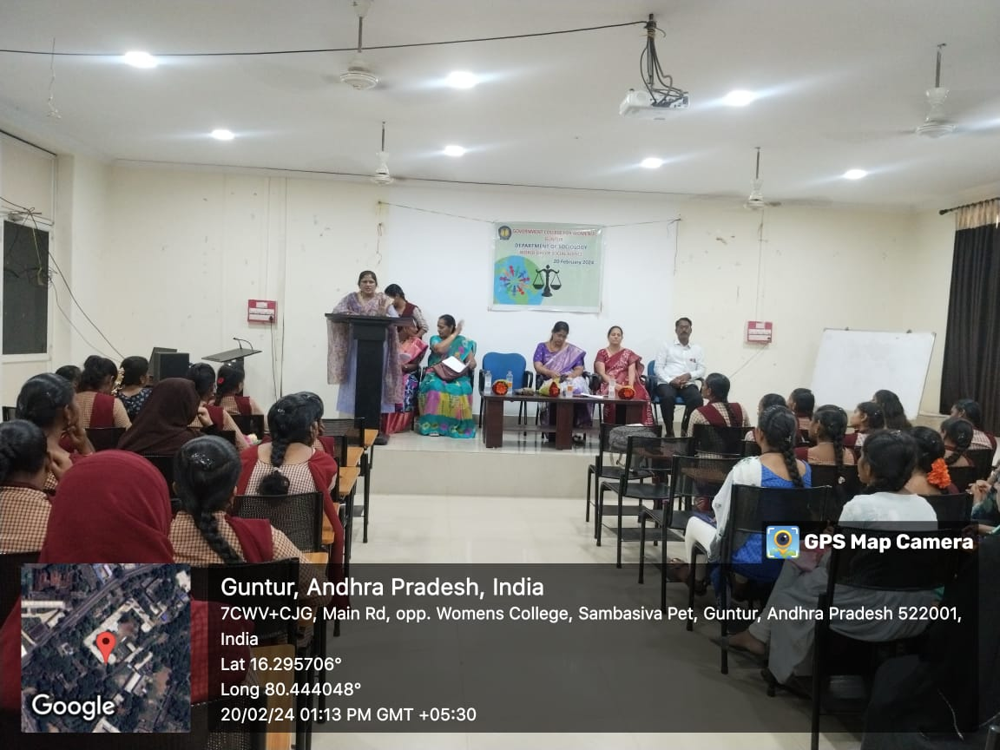 GOVERNMENT COLLEGE FOR WOMEN
GUNTUR
DEPARTMENT OF SOCIOLOGY
WORLD DAY OF SOCIAL JUSTICE
20 February 2024
GPS Map Camera
Guntur, Andhra Pradesh, India
7CWV+CJG, Main Rd, opp. Womens College, Sambasiva Pet, Guntur, Andhra Pradesh 522001,
India
Lat 16.295706°
Long 80.444048°
20/02/24 01:13 PM GMT +05:30
Google